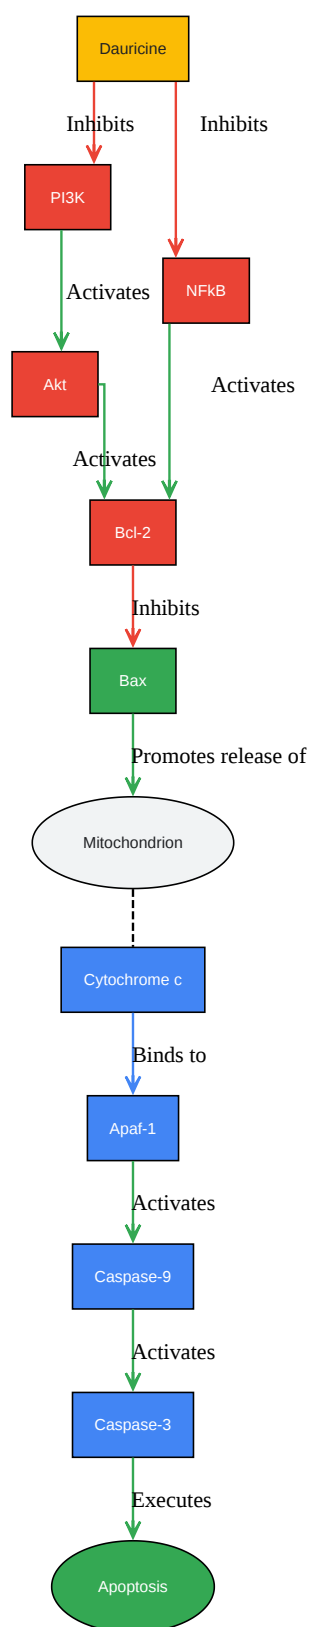 Dauricine
Inhibits
Inhibits
PI3K
Activates
NFkB
Akt
Activates
Activates
Bcl-2
Inhibits
Bax
Promotes release of
Mitochondrion
Cytochrome c
Binds to
Apaf-1
Activates
Caspase-9
Activates
Caspase-3
Executes
Apoptosis